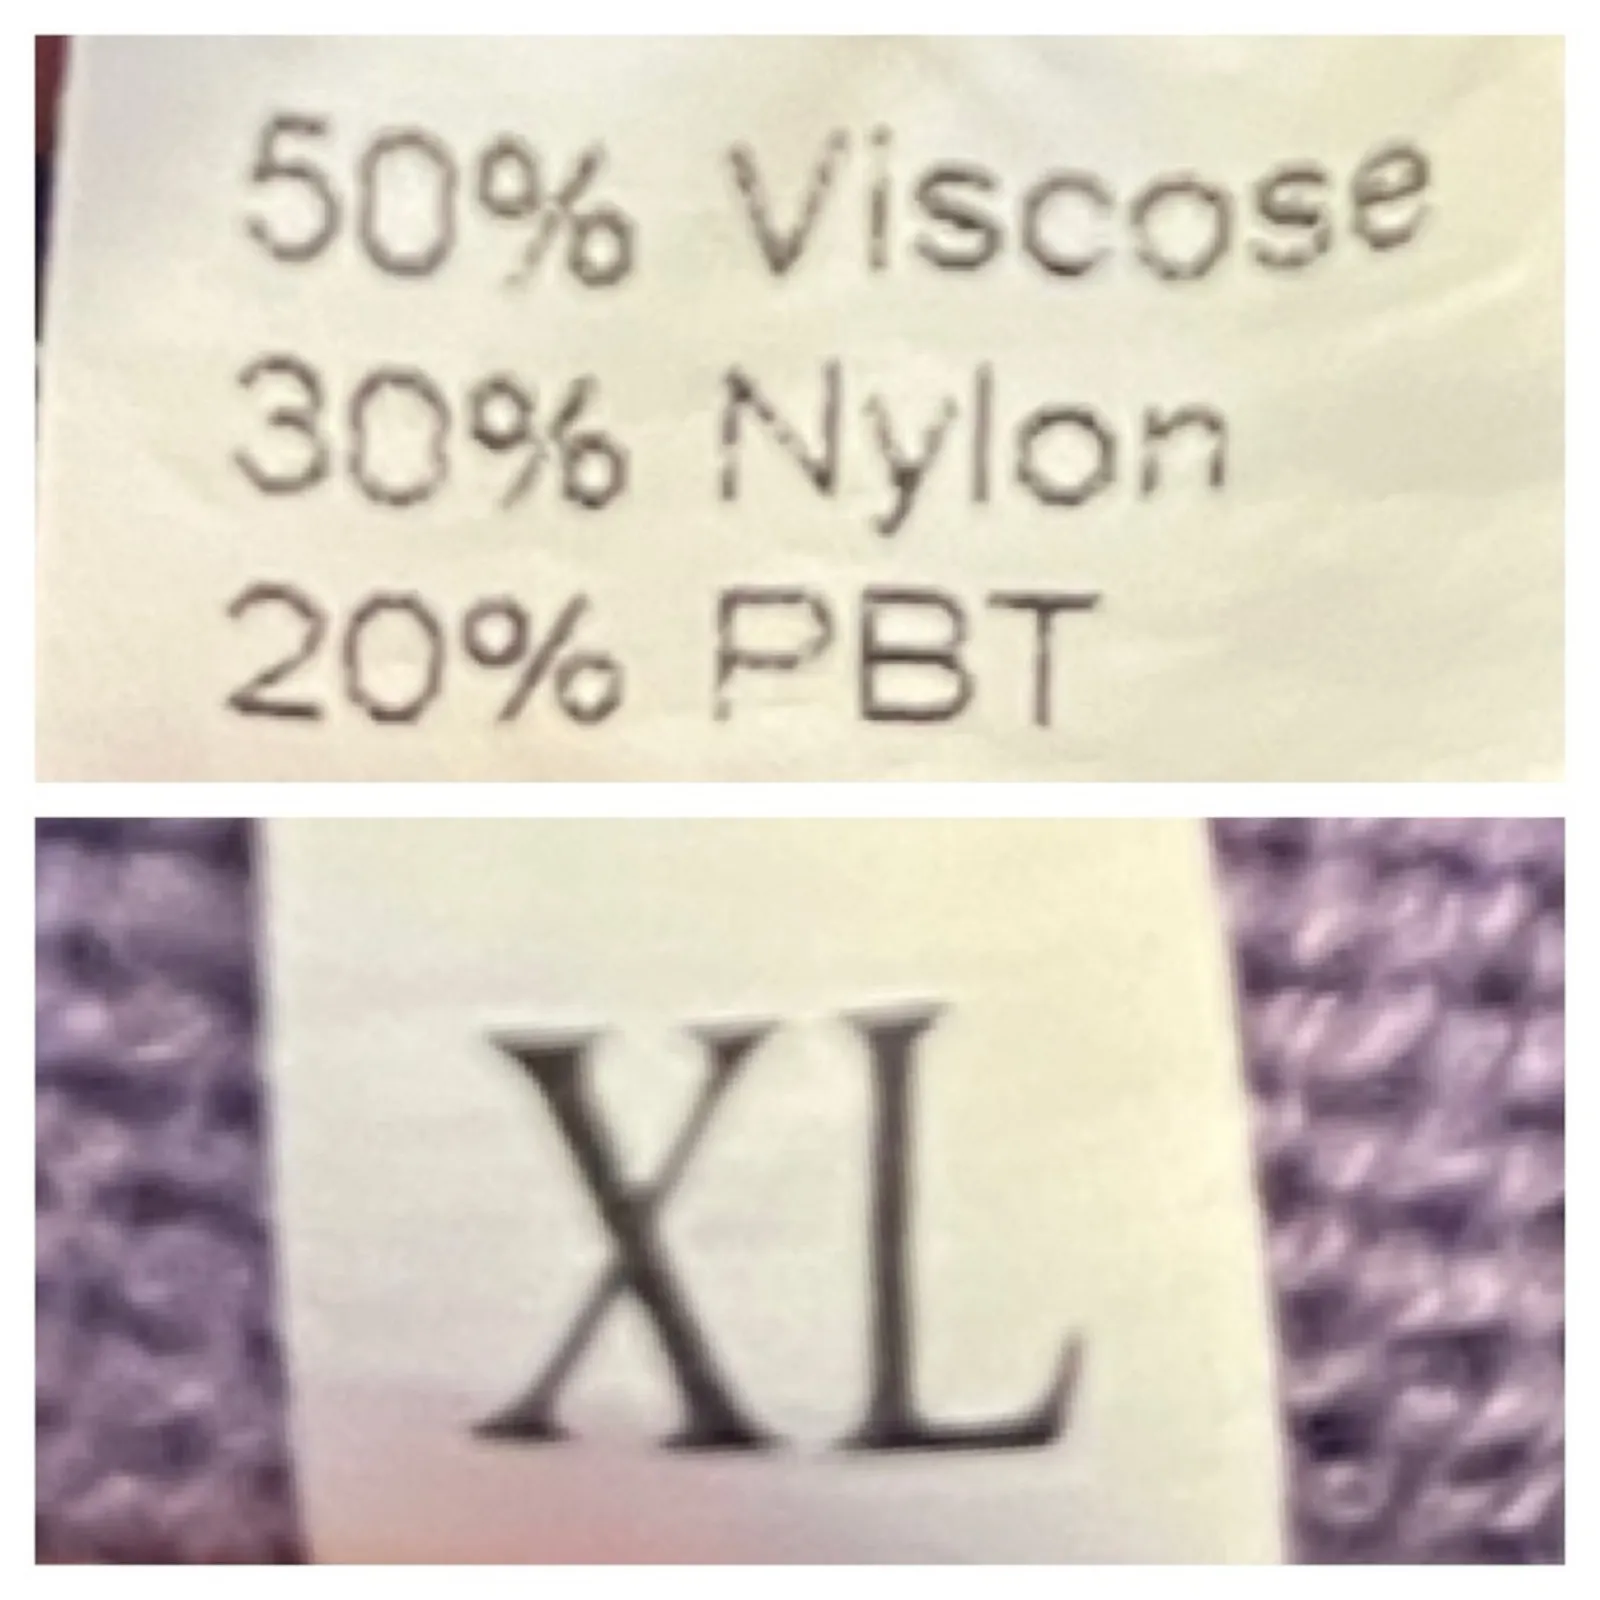 50% Viscose
30% Nylon
20% PBT
XL